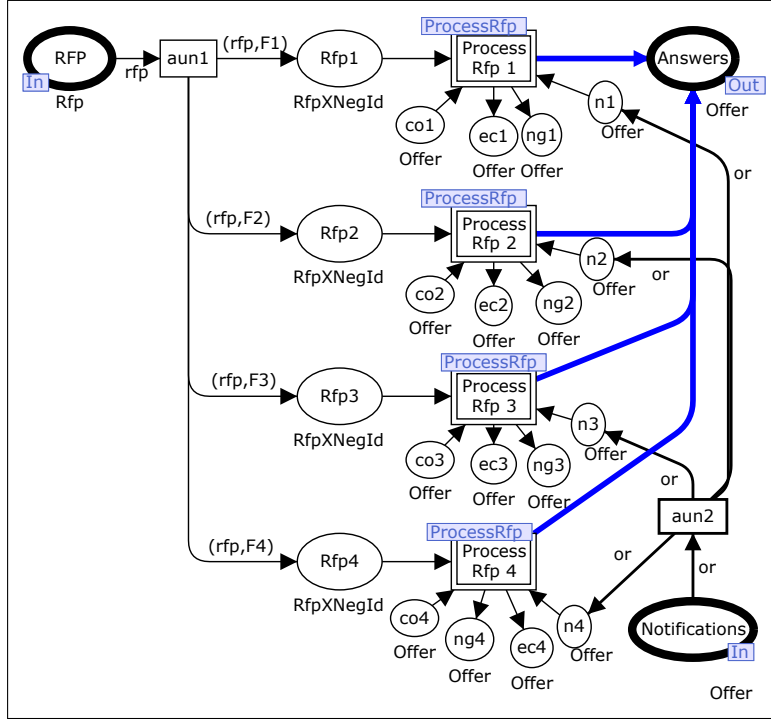 RFP
In
Rfp
rfp
aun1
(rfp,F1)
Rfp1
RfpXNegId
ProcessRfp
Process
Rfp 1
co1
Offer
ec1
Offer
ng1
Offer
n1
Offer
Answers
Out
Offer
or
(rfp,F2)
Rfp2
RfpXNegId
ProcessRfp
Process
Rfp 2
co2
Offer
ec2
Offer
ng2
Offer
n2
Offer
or
(rfp,F3)
Rfp3
RfpXNegId
ProcessRfp
Process
Rfp 3
co3
Offer
ec3
Offer
ng3
Offer
n3
Offer
or
aun2
(rfp,F4)
Rfp4
RfpXNegId
ProcessRfp
Process
Rfp 4
co4
Offer
ng4
Offer
ec4
Offer
n4
Offer
or
or
Notifications
In
Offer